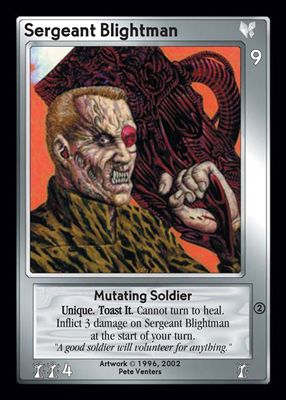 Sergeant Blightman
9
Mutating Soldier
Unique. Toast It. Cannot turn to heal.
Inflict 3 damage on Sergeant Blightman
at the start of your turn.
"A good soldier will volunteer for anything."
②
4
Artwork © 1996, 2002
Pete Venters